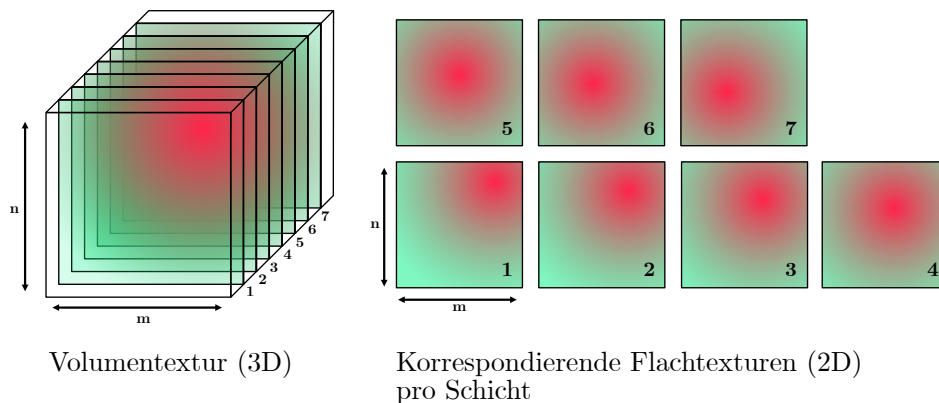 5 6 7
n
7
6
5
4
3
2
1
m
n
1 2 3 4
m
Volumentextur (3D)
Korrespondierende Flachtexturen (2D)
pro Schicht